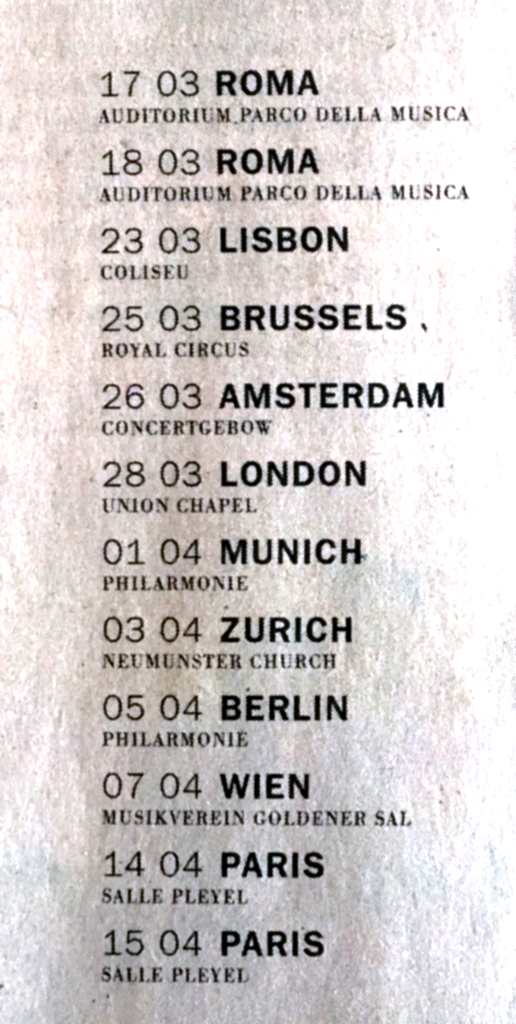 17 03 ROMA
AUDITORIUM PARCO DELLA MUSICA
18 03 ROMA
AUDITORIUM PARCO DELLA MUSICA
23 03 LISBON
COLISEU
25 03 BRUSSELS
ROYAL CIRCUS
26 03 AMSTERDAM
CONCERTGEBOW
28 03 LONDON
UNION CHAPEL
01 04 MUNICH
PHILARMONIE
03 04 ZURICH
NEUMUNSTER CHURCH
05 04 BERLIN
PHILARMONIE
07 04 WIEN
MUSIKVEREIN GOLDENER SAL
14 04 PARIS
SALLE PLEYEL
15 04 PARIS
SALLE PLEYEL